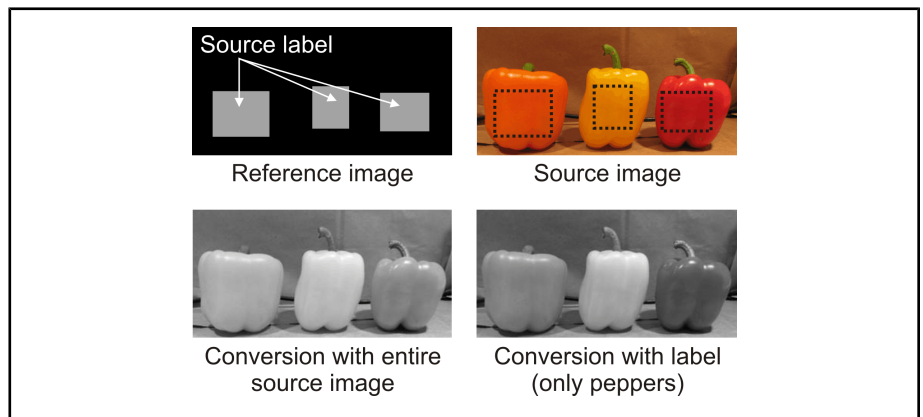 Source label
Reference image
Source image
Conversion with entire
source image
Conversion with label
(only peppers)